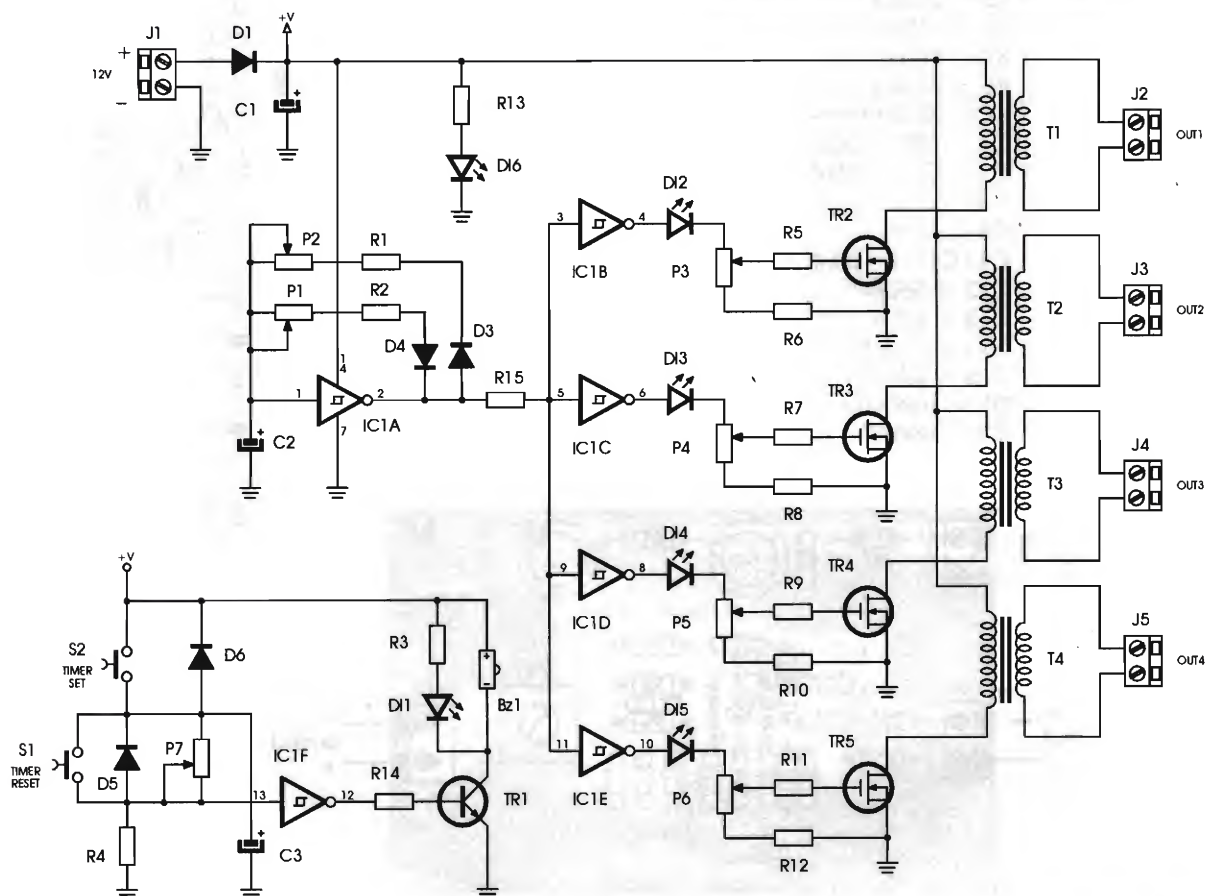 +V
J1
D1
+
12V
−
C1
+
R13
DI6
P2
R1
P1
R2
D4
D3
1
4
1
2
7
IC1A
R15
+
C2
3
4
IC1B
DI2
P3
R5
R6
TR2
5
6
IC1C
DI3
P4
R7
R8
TR3
9
8
IC1D
DI4
P5
R9
R10
TR4
11
10
IC1E
DI5
P6
R11
R12
TR5
T1
J2
OUT1
T2
J3
OUT2
T3
J4
OUT3
T4
J5
OUT4
+V
S2
TIMER
SET
D6
S1
TIMER
RESET
D5
P7
R4
+
C3
13
12
IC1F
R14
R3
DI1
+
-
Bz1
TR1